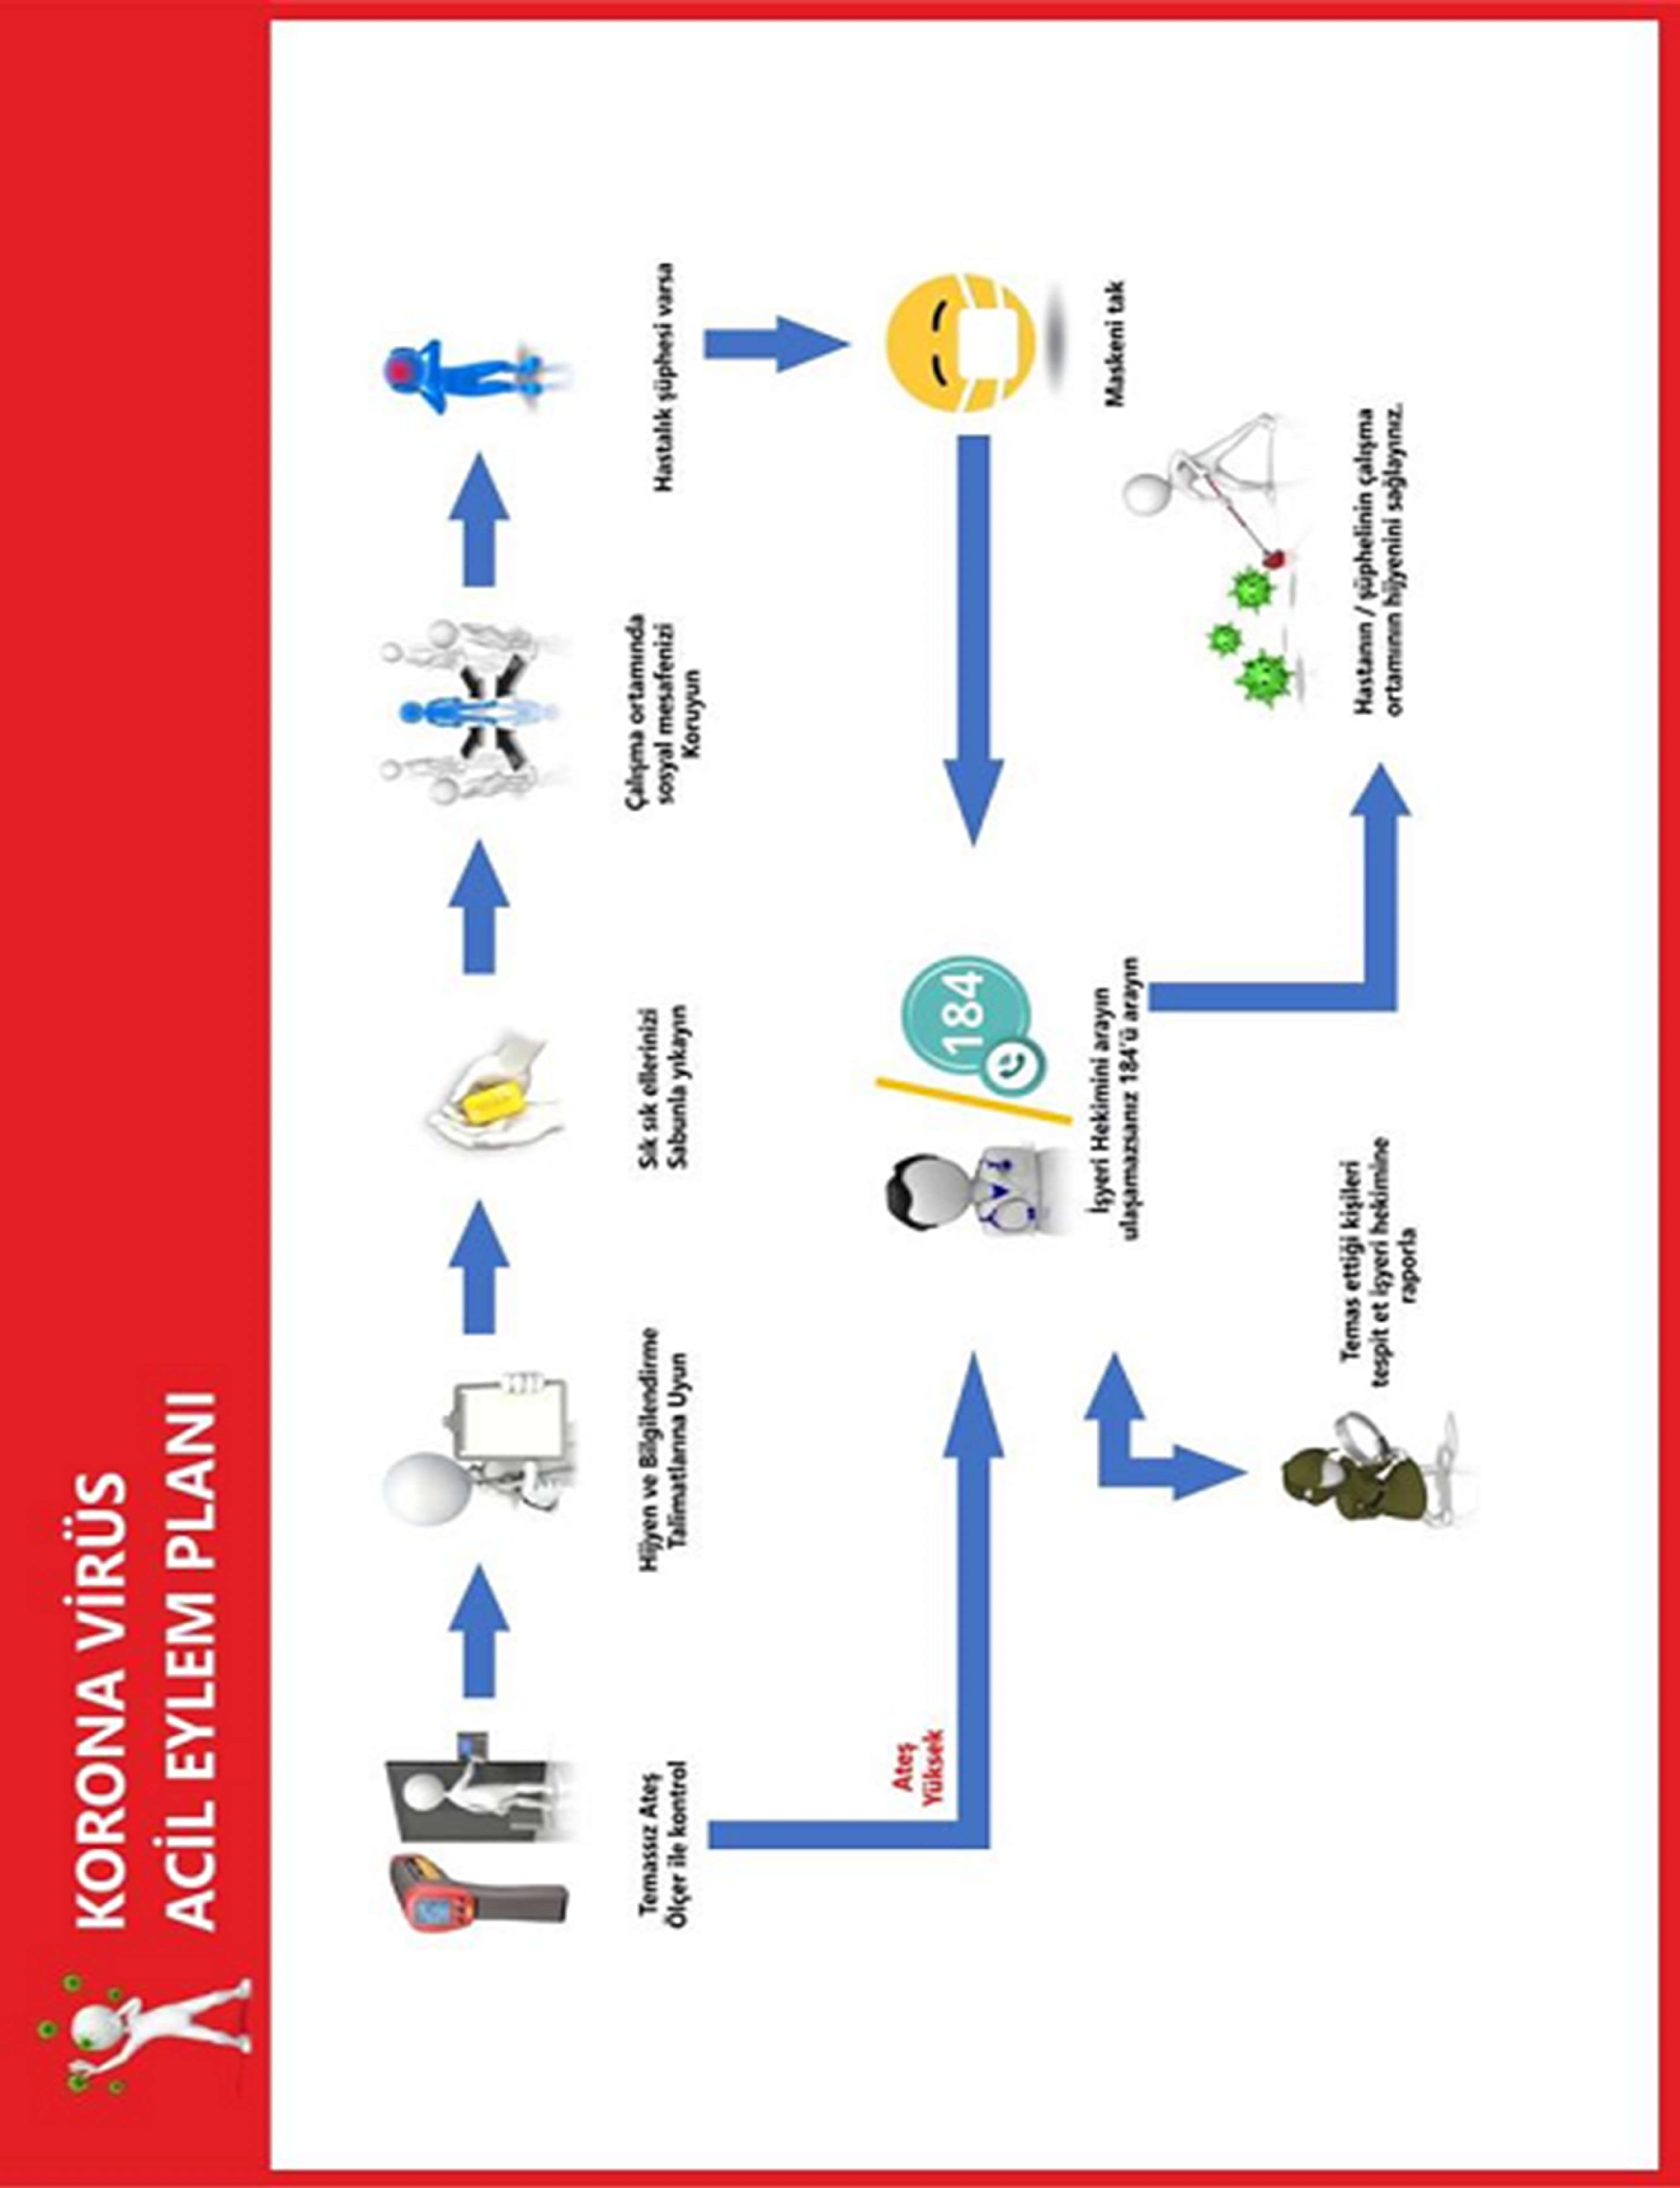 KORONA VİRÜS
ACİL EYLEM PLANI
Temassız Ateş
Ölçer ile kontrol
Hijyen ve Bilgilendirme
Talimatlarına Uyun
Sık sık ellerinizi
Sabunla yıkayın
Çalışma ortamında
sosyal mesafenizi
Koruyun
Hastalık şüphesi varsa
Ateş
Yüksek
184
İşyeri Hekimini arayın
ulaşamazsanız 184'ü arayın
Maskeni tak
Temas ettiği kişileri
tespit et işyeri hekimine
raporla
Hastanın / şüphelinin çalışma
ortamının hijyenini sağlayınız.